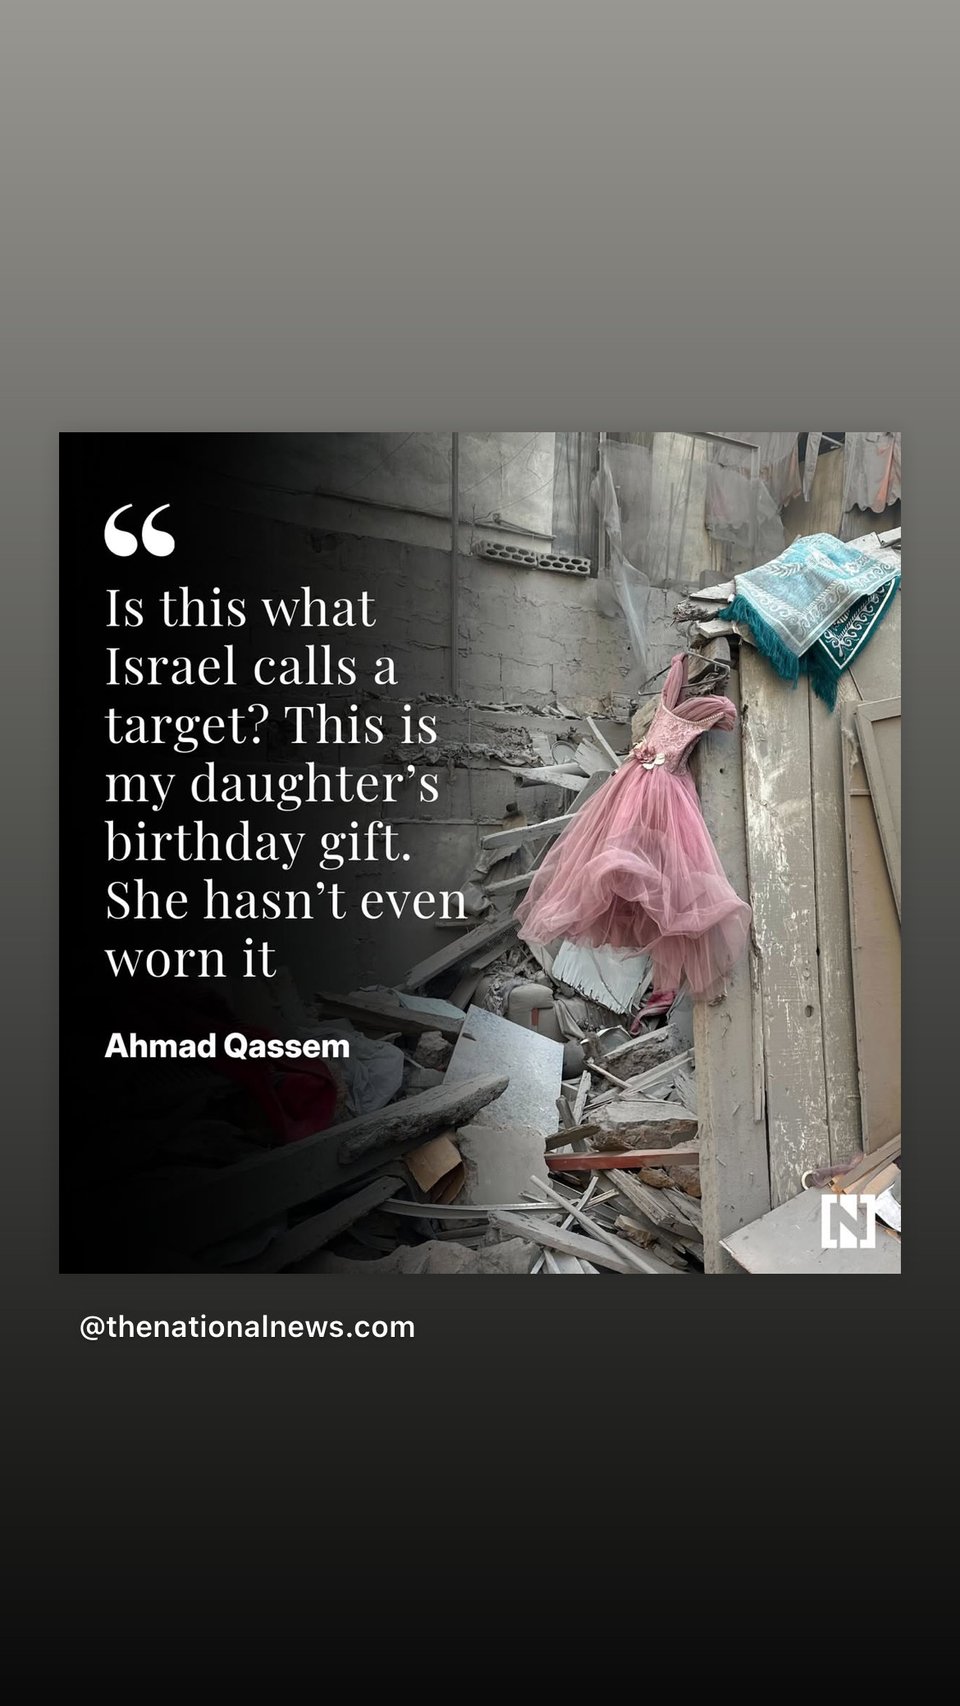 “
Is this what
Israel calls a
target? This is
my daughter’s
birthday gift.
She hasn’t even
worn it
Ahmad Qassem
[N]
@thenationalnews.com